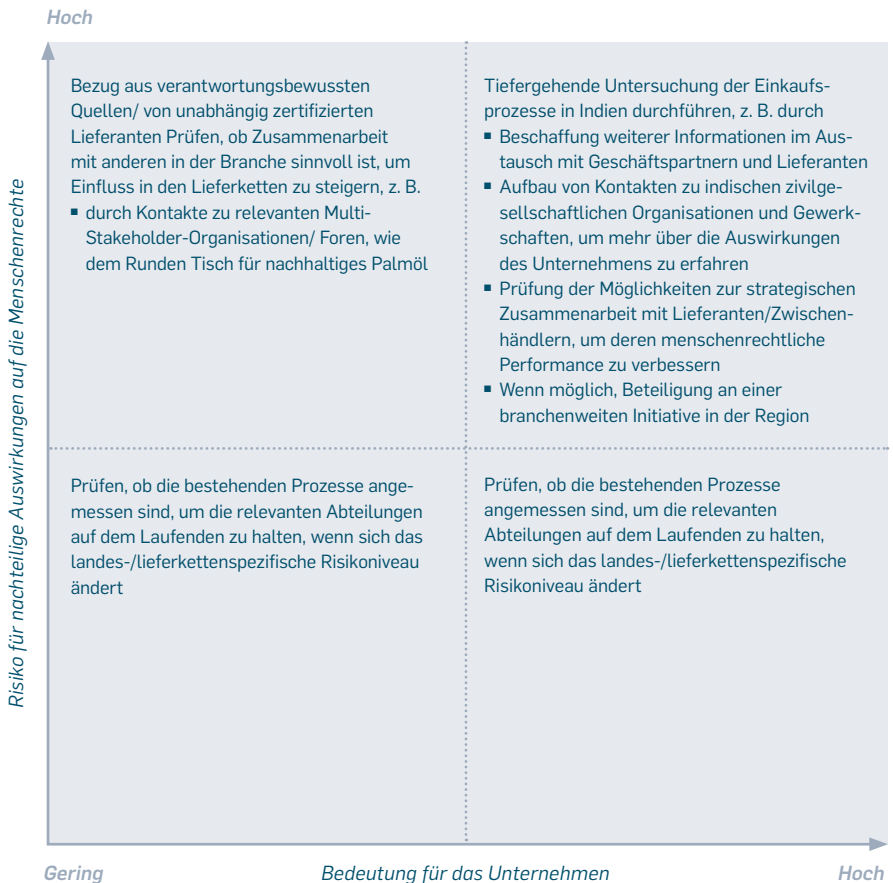 Hoch
Risiko für nachteilige Auswirkungen auf die Menschenrechte
Bezug aus verantwortungsbewussten
Quellen/ von unabhängig zertifizierten
Lieferanten Prüfen, ob Zusammenarbeit
mit anderen in der Branche sinnvoll ist, um
Einfluss in den Lieferketten zu steigern, z. B.
▪ durch Kontakte zu relevanten Multi-
Stakeholder-Organisationen/ Foren, wie
dem Runden Tisch für nachhaltiges Palmöl
Tiefergehende Untersuchung der Einkaufs-
prozesse in Indien durchführen, z. B. durch
▪ Beschaffung weiterer Informationen im Aus-
tausch mit Geschäftspartnern und Lieferanten
▪ Aufbau von Kontakten zu indischen zivilge-
sellschaftlichen Organisationen und Gewerk-
schaften, um mehr über die Auswirkungen
des Unternehmens zu erfahren
▪ Prüfung der Möglichkeiten zur strategischen
Zusammenarbeit mit Lieferanten/Zwischen-
händlern, um deren menschenrechtliche
Performance zu verbessern
▪ Wenn möglich, Beteiligung an einer
branchenweiten Initiative in der Region
Prüfen, ob die bestehenden Prozesse ange-
messen sind, um die relevanten Abteilungen
auf dem Laufenden zu halten, wenn sich das
landes-/lieferkettenspezifische Risikoniveau
ändert
Prüfen, ob die bestehenden Prozesse
angemessen sind, um die relevanten
Abteilungen auf dem Laufenden zu halten,
wenn sich das landes-/lieferkettenspezifische
Risikoniveau ändert
Gering
Bedeutung für das Unternehmen
Hoch